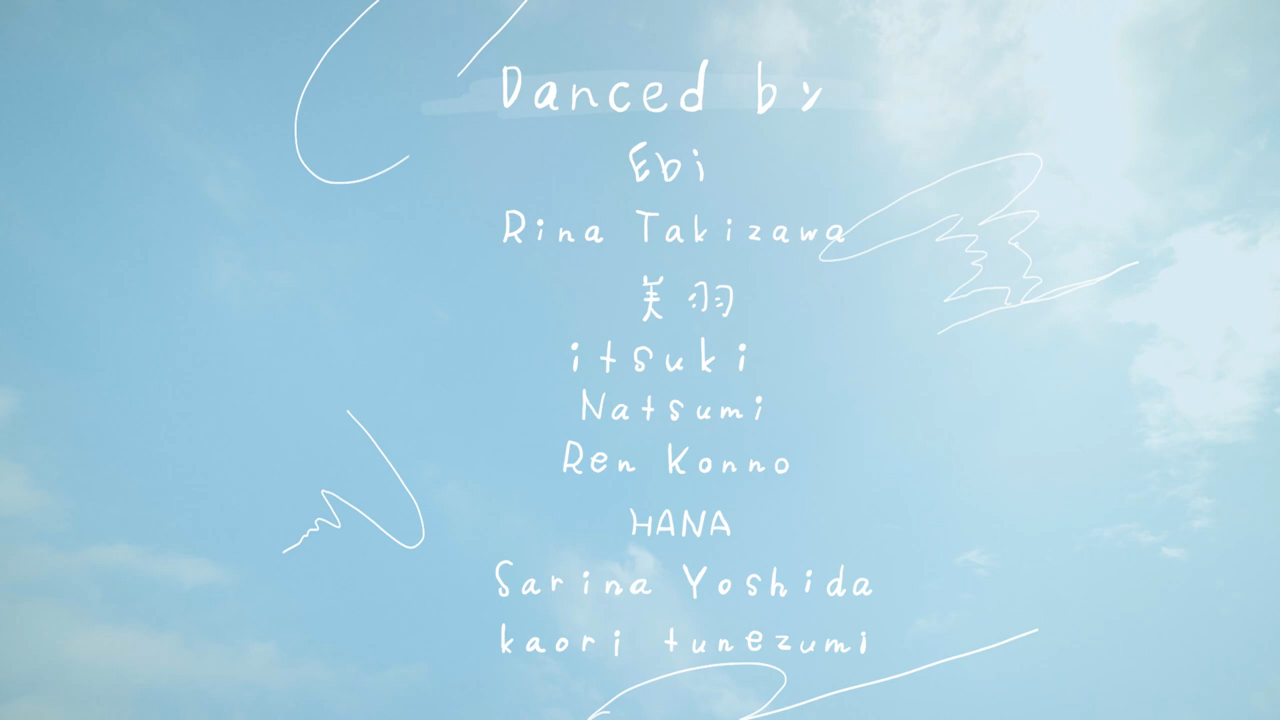 Danced by
Ebi
Rina Takizawa
美羽
itsuki
Natsumi
Ren Konno
HANA
Sarina Yoshida
kaori tunezumi